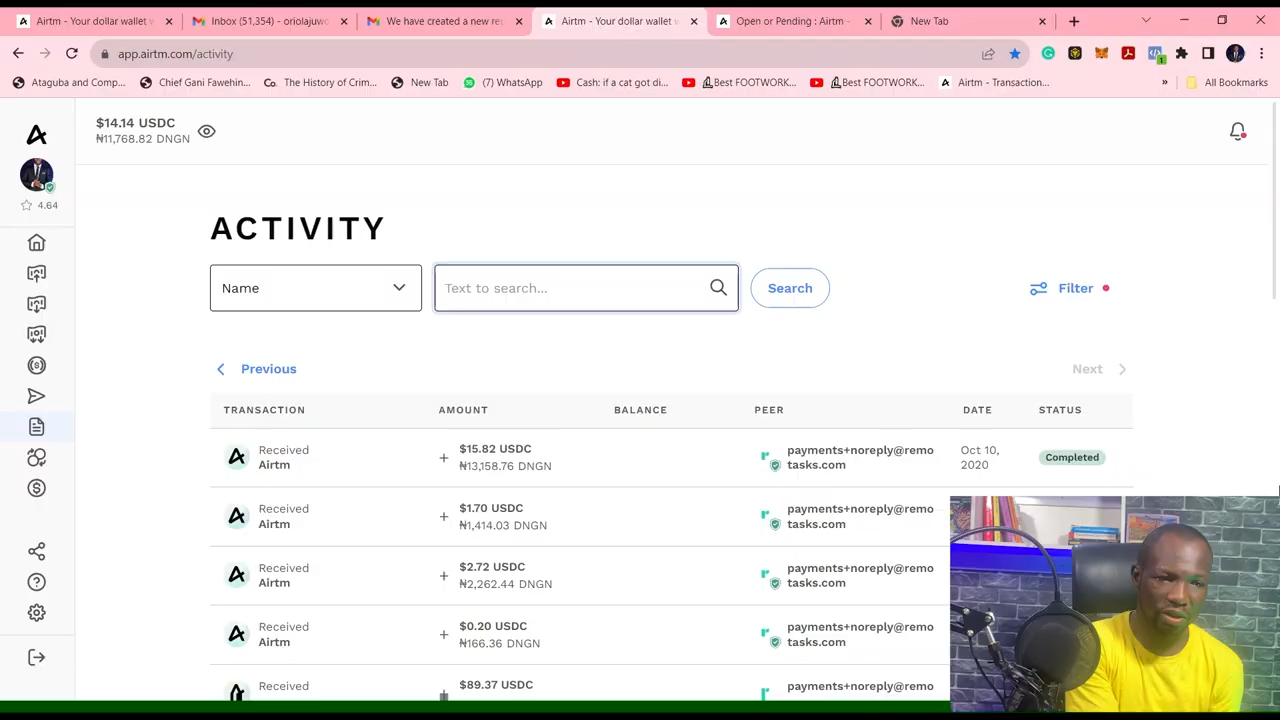 Airtm - Your dollar wallet w
Inbox (51,354) - oriolajuwo
We have created a new re
Airtm - Your dollar wallet w
Open or Pending : Airtm -
New Tab
app.airtm.com/activity
1
Ataguba and Comp...
Chief Gani Fawehin...
Co
The History of Crim...
New Tab
(7) WhatsApp
Cash: if a cat got di...
Best FOOTWORK...
Best FOOTWORK...
Airtm - Transaction...
»
All Bookmarks
$14.14 USDC
₦11,768.82 DNGN
4.64
ACTIVITY
Name
Text to search...
Search
Filter
Previous
Next
TRANSACTION AMOUNT BALANCE PEER DATE STATUS
Received
Airtm
+
$15.82 USDC
₦13,158.76 DNGN
payments+noreply@remo
tasks.com
Oct 10,
2020
Completed
Received
Airtm
+
$1.70 USDC
₦1,414.03 DNGN
payments+noreply@remo
tasks.com
Received
Airtm
+
$2.72 USDC
₦2,262.44 DNGN
payments+noreply@remo
tasks.com
Received
Airtm
+
$0.20 USDC
₦166.36 DNGN
payments+noreply@remo
tasks.com
Received
$89.37 USDC
payments+noreply@remo